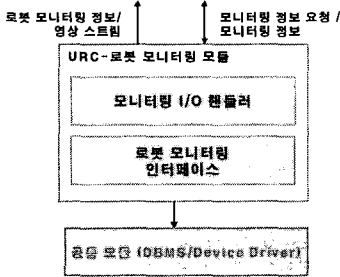 로봇 모니터링 정보/
영상 스트림
모니터링 정보 요청 /
모니터링 정보
URC-로봇 모니터링 모듈
모니터링 I/O 핸들러
로봇 모니터링
인터페이스
공통 모듈 (DBMS/Device Driver)